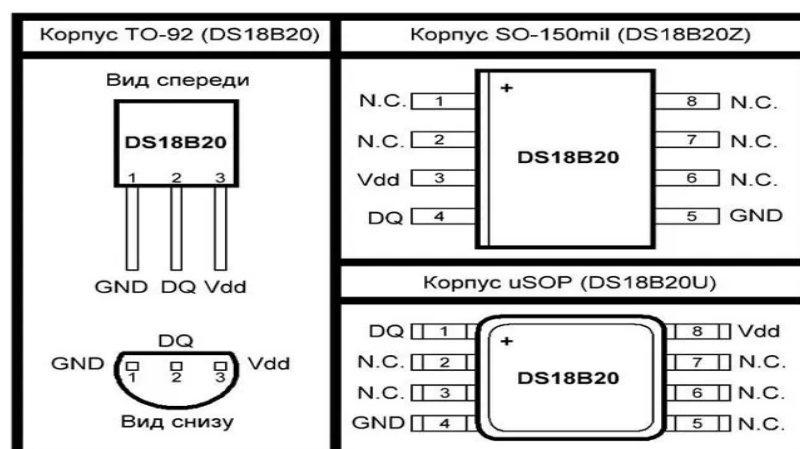 Корпус TO-92 (DS18B20)
Вид спереди
DS18B20
1 2 3
GND DQ Vdd
DQ
GND Vdd
1 2 3
Вид снизу
Корпус SO-150mil (DS18B20Z)
+
N.C. 1 8 N.C.
N.C. 2 7 N.C.
DS18B20
Vdd 3 6 N.C.
DQ 4 5 GND
Корпус uSOP (DS18B20U)
DQ 1 8 Vdd
+
N.C. 2 7 N.C.
DS18B20
N.C. 3 6 N.C.
GND 4 5 N.C.